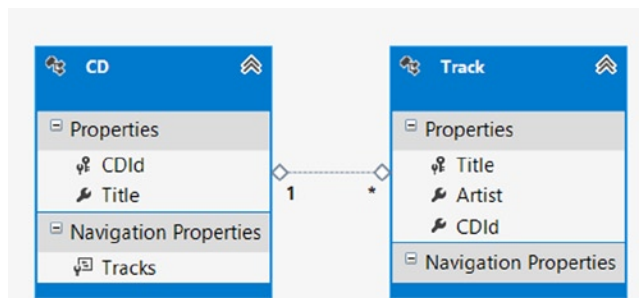 CD
Properties
CDId
Title
Navigation Properties
Tracks
1
*
Track
Properties
Title
Artist
CDId
Navigation Properties